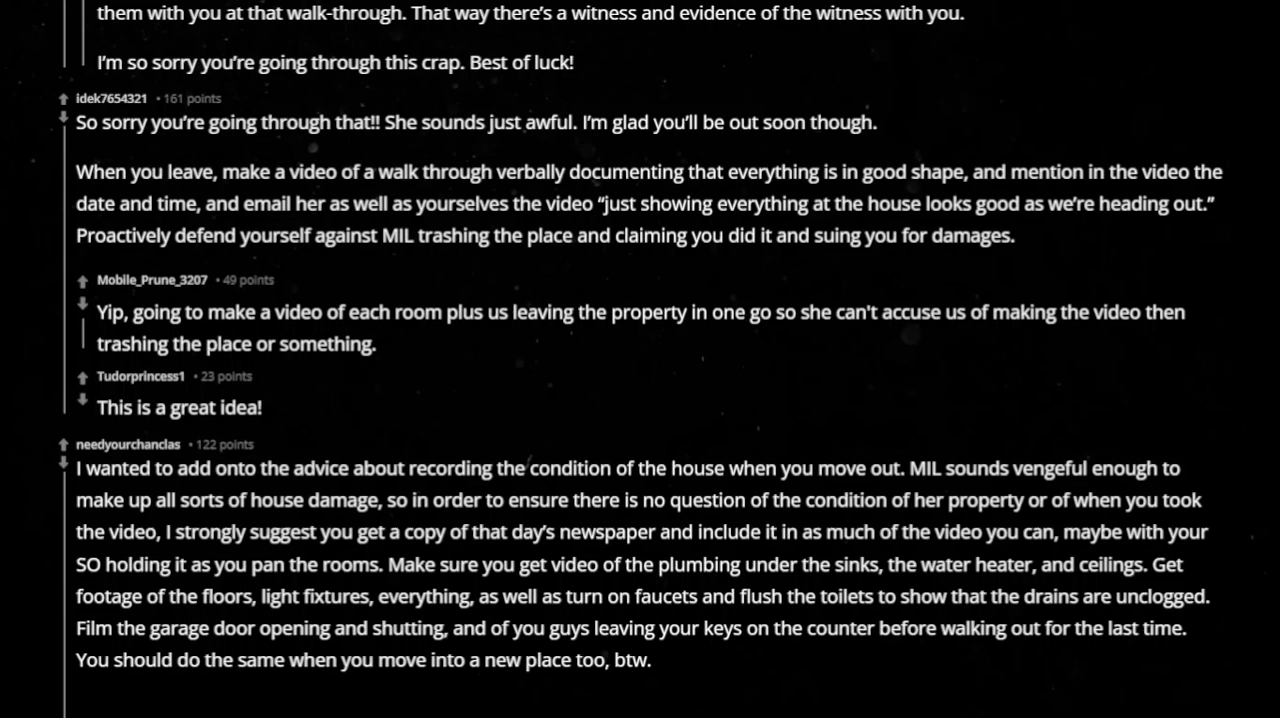 them with you at that walk-through. That way there’s a witness and evidence of the witness with you.
I’m so sorry you’re going through this crap. Best of luck!
idek7654321 • 161 points
So sorry you’re going through that!! She sounds just awful. I’m glad you’ll be out soon though.
When you leave, make a video of a walk through verbally documenting that everything is in good shape, and mention in the video the
date and time, and email her as well as yourselves the video “just showing everything at the house looks good as we’re heading out.”
Proactively defend yourself against MIL trashing the place and claiming you did it and suing you for damages.
Mobile_Prune_3207 • 49 points
Yip, going to make a video of each room plus us leaving the property in one go so she can't accuse us of making the video then
trashing the place or something.
Tudorprincess1 • 23 points
This is a great idea!
needyourchanclas • 122 points
I wanted to add onto the advice about recording the condition of the house when you move out. MIL sounds vengeful enough to
make up all sorts of house damage, so in order to ensure there is no question of the condition of her property or of when you took
the video, I strongly suggest you get a copy of that day’s newspaper and include it in as much of the video you can, maybe with your
SO holding it as you pan the rooms. Make sure you get video of the plumbing under the sinks, the water heater, and ceilings. Get
footage of the floors, light fixtures, everything, as well as turn on faucets and flush the toilets to show that the drains are unclogged.
Film the garage door opening and shutting, and of you guys leaving your keys on the counter before walking out for the last time.
You should do the same when you move into a new place too, btw.